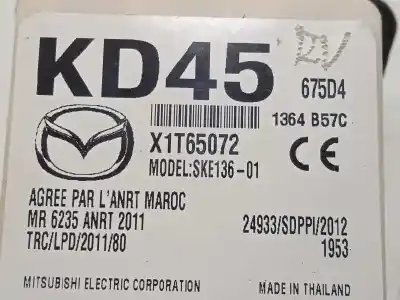 KD45
675D4
1364 B57C
X1T65072
MODEL:SKE136-01
CE
AGREE PAR L'ANRT MAROC
MR 6235 ANRT 2011
24933/SDPPI/2012
TRC/LPD/2011/80
1953
MITSUBISHI ELECTRIC CORPORATION
MADE IN THAILAND